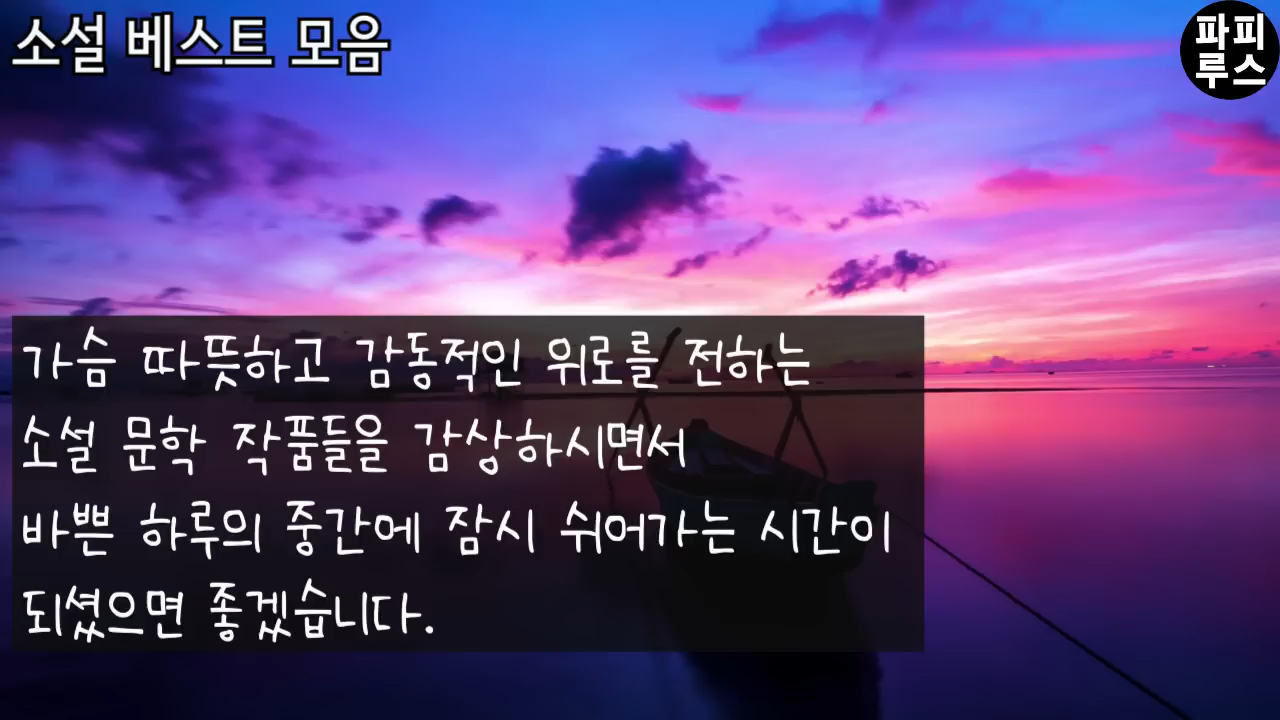 소설 베스트 모음
파피
루스
가슴 따뜻하고 감동적인 위로를 전하는
소설 문학 작품들을 감상하시면서
바쁜 하루의 중간에 잠시 쉬어가는 시간이
되셨으면 좋겠습니다.